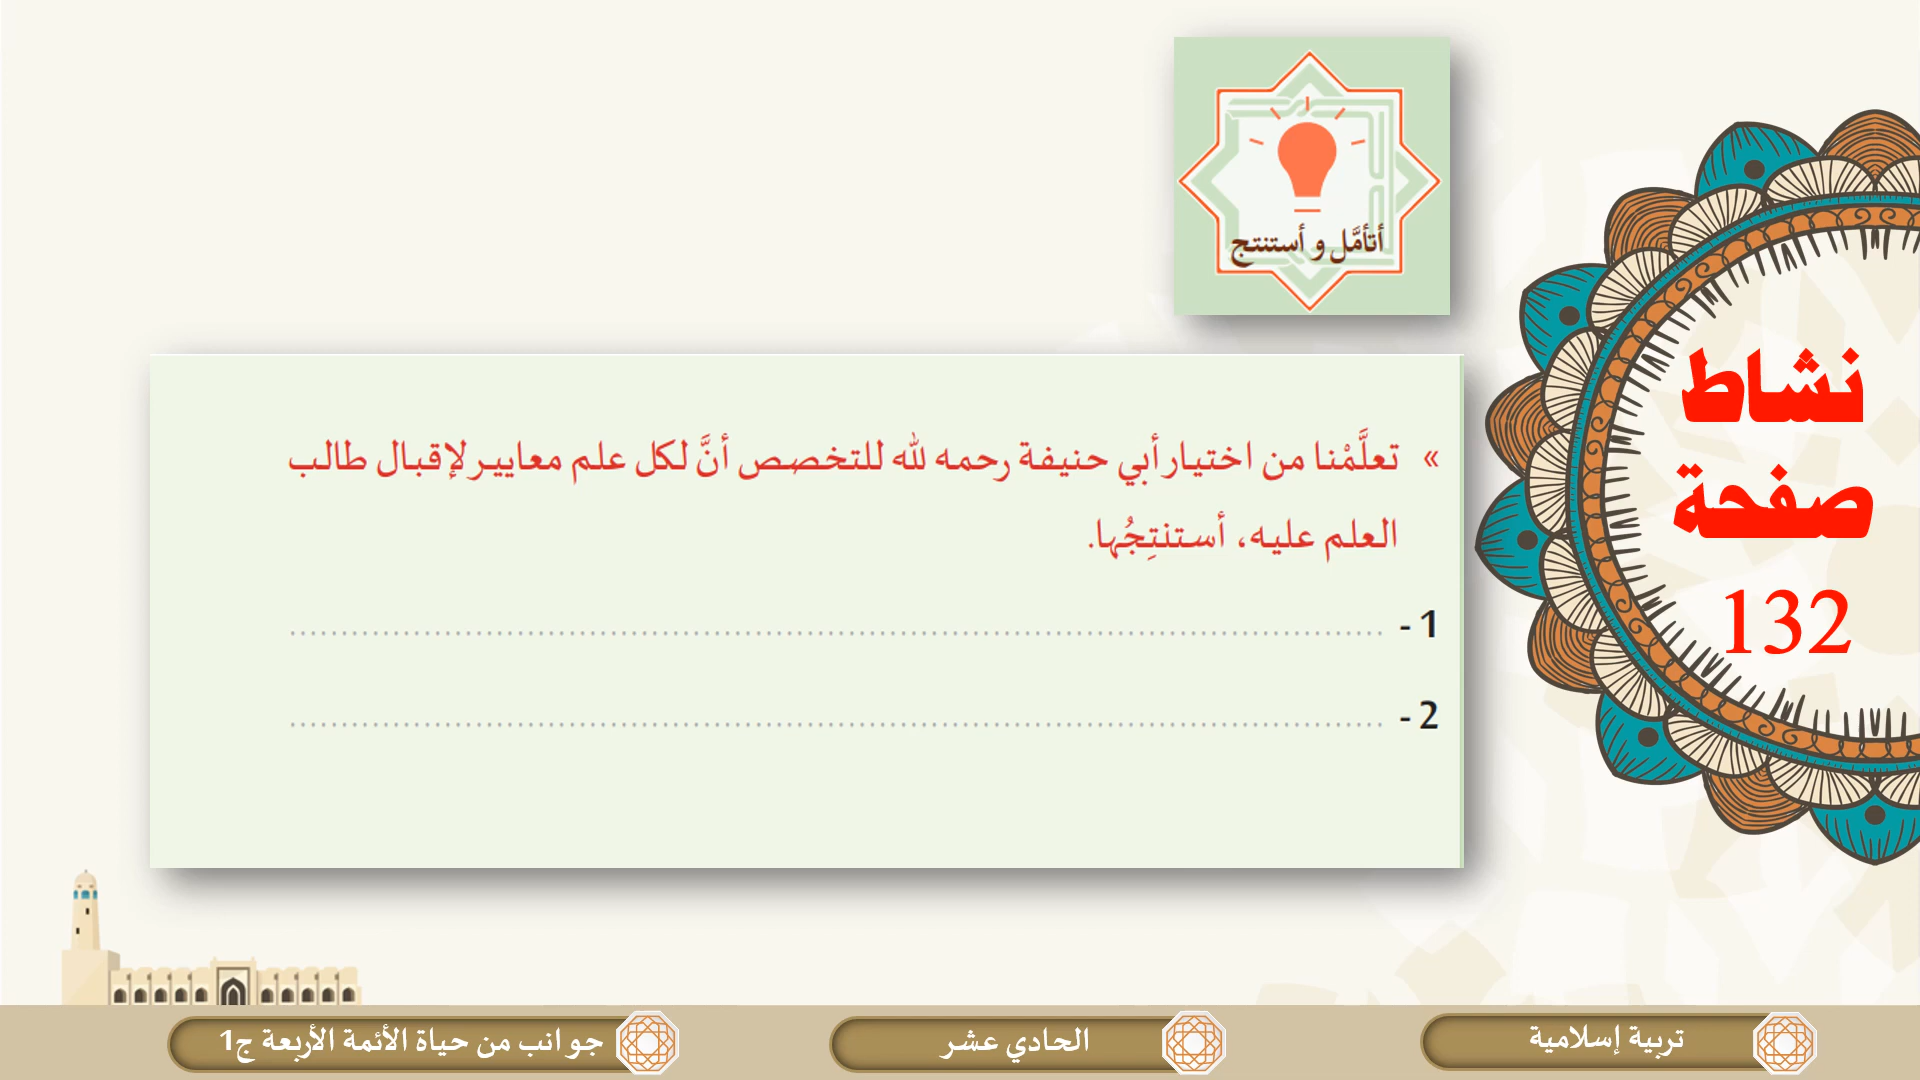 أتأمَّل و أستنتج
نشاط
صفحة
132
» تعلَّمْنا من اختيار أبي حنيفة رحمه لله للتخصص أنَّ لكل علم معايير لإقبال طالب
العلم عليه، أستنتِجُها.
1 - ........................................................................
2 - ........................................................................
تربية إسلامية
الحادي عشر
جوانب من حياة الأئمة الأربعة ج1